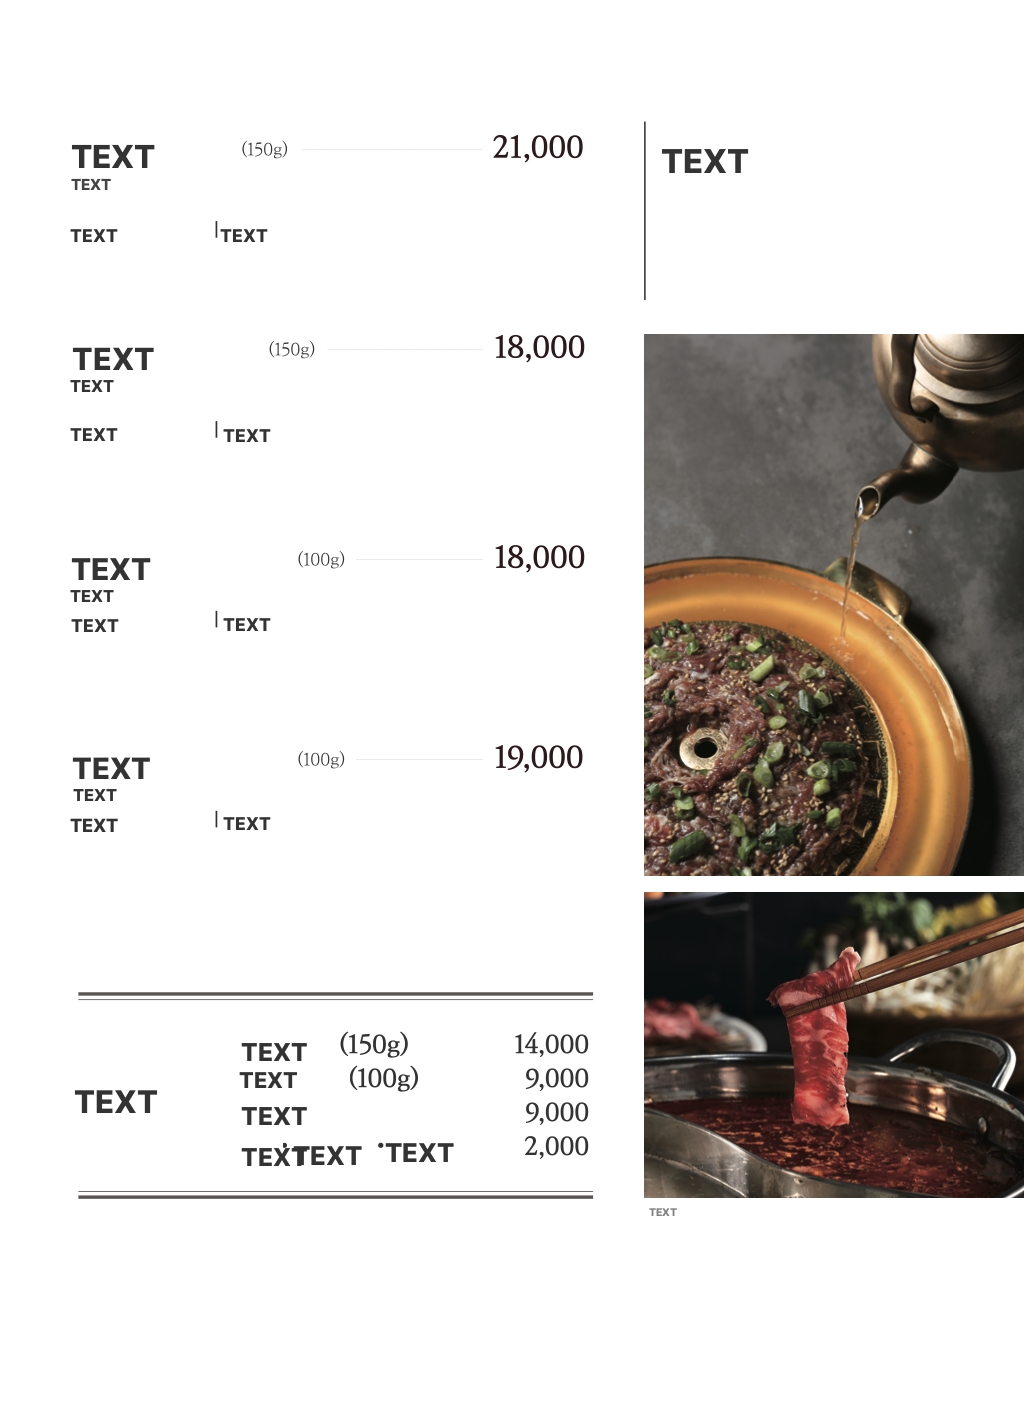 TEXT (150g) 21,000
TEXT
TEXT | TEXT
TEXT (150g) 18,000
TEXT
TEXT | TEXT
TEXT (100g) 18,000
TEXT
TEXT | TEXT
TEXT (100g) 19,000
TEXT
TEXT | TEXT
TEXT
TEXT (150g) 14,000
TEXT (100g) 9,000
TEXT 9,000
TEXT·TEXT ·TEXT 2,000
TEXT
TEXT